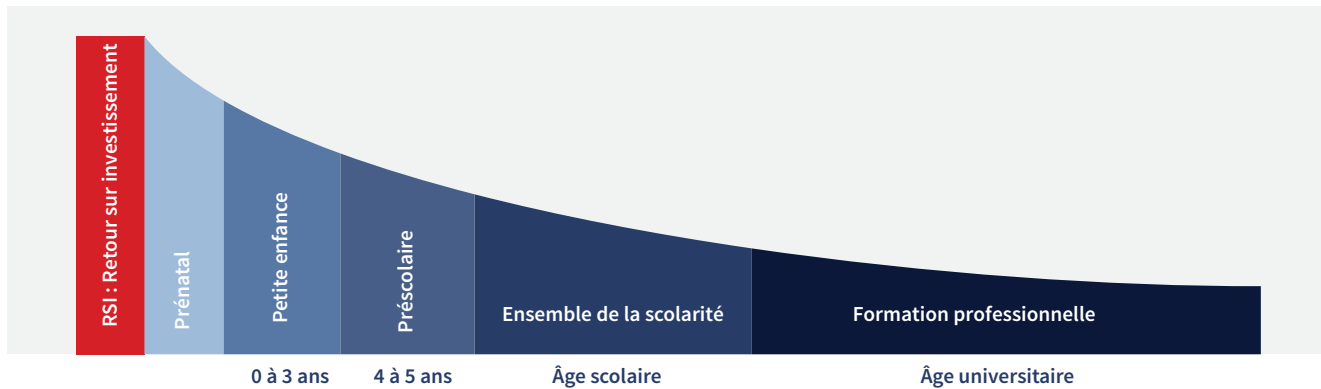 RSI : Retour sur investissement
Prénatal
Petite enfance
Préscolaire
Ensemble de la scolarité
Formation professionnelle
0 à 3 ans
4 à 5 ans
Âge scolaire
Âge universitaire